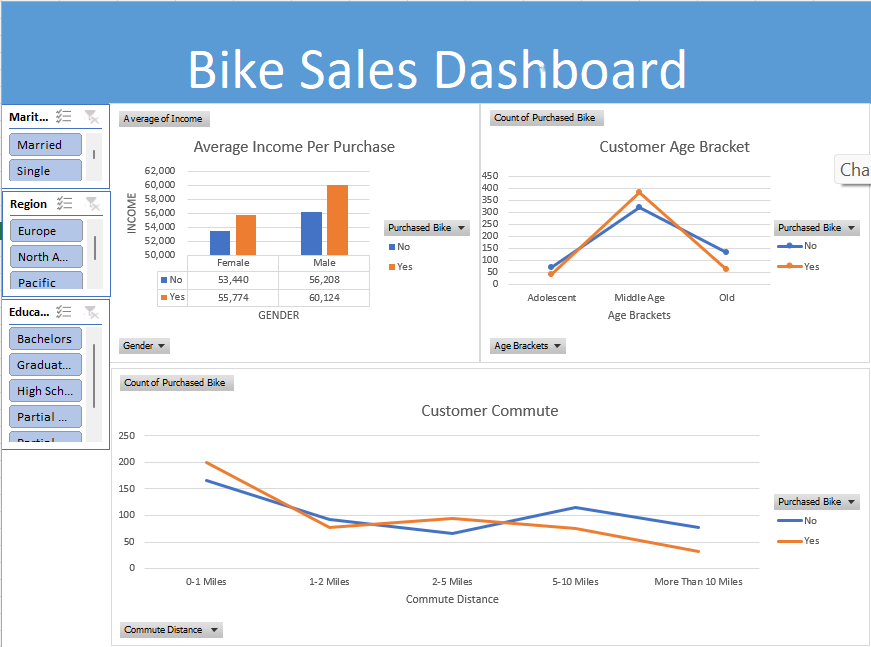 Bike Sales Dashboard
Marit...
Married
Single
Region
Europe
North A...
Pacific
Educa...
Bachelors
Graduat...
High Sch...
Partial ...
Partial
Average of Income
Average Income Per Purchase
INCOME
62,000
60,000
58,000
56,000
54,000
52,000
50,000
Female Male
No 53,440 56,208
Yes 55,774 60,124
GENDER
Purchased Bike
No
Yes
Gender
Count of Purchased Bike
Customer Age Bracket
450
400
350
300
250
200
150
100
50
0
Adolescent Middle Age Old
Age Brackets
Purchased Bike
No
Yes
Age Brackets
Cha
Count of Purchased Bike
Customer Commute
250
200
150
100
50
0
0-1 Miles 1-2 Miles 2-5 Miles 5-10 Miles More Than 10 Miles
Commute Distance
Purchased Bike
No
Yes
Commute Distance